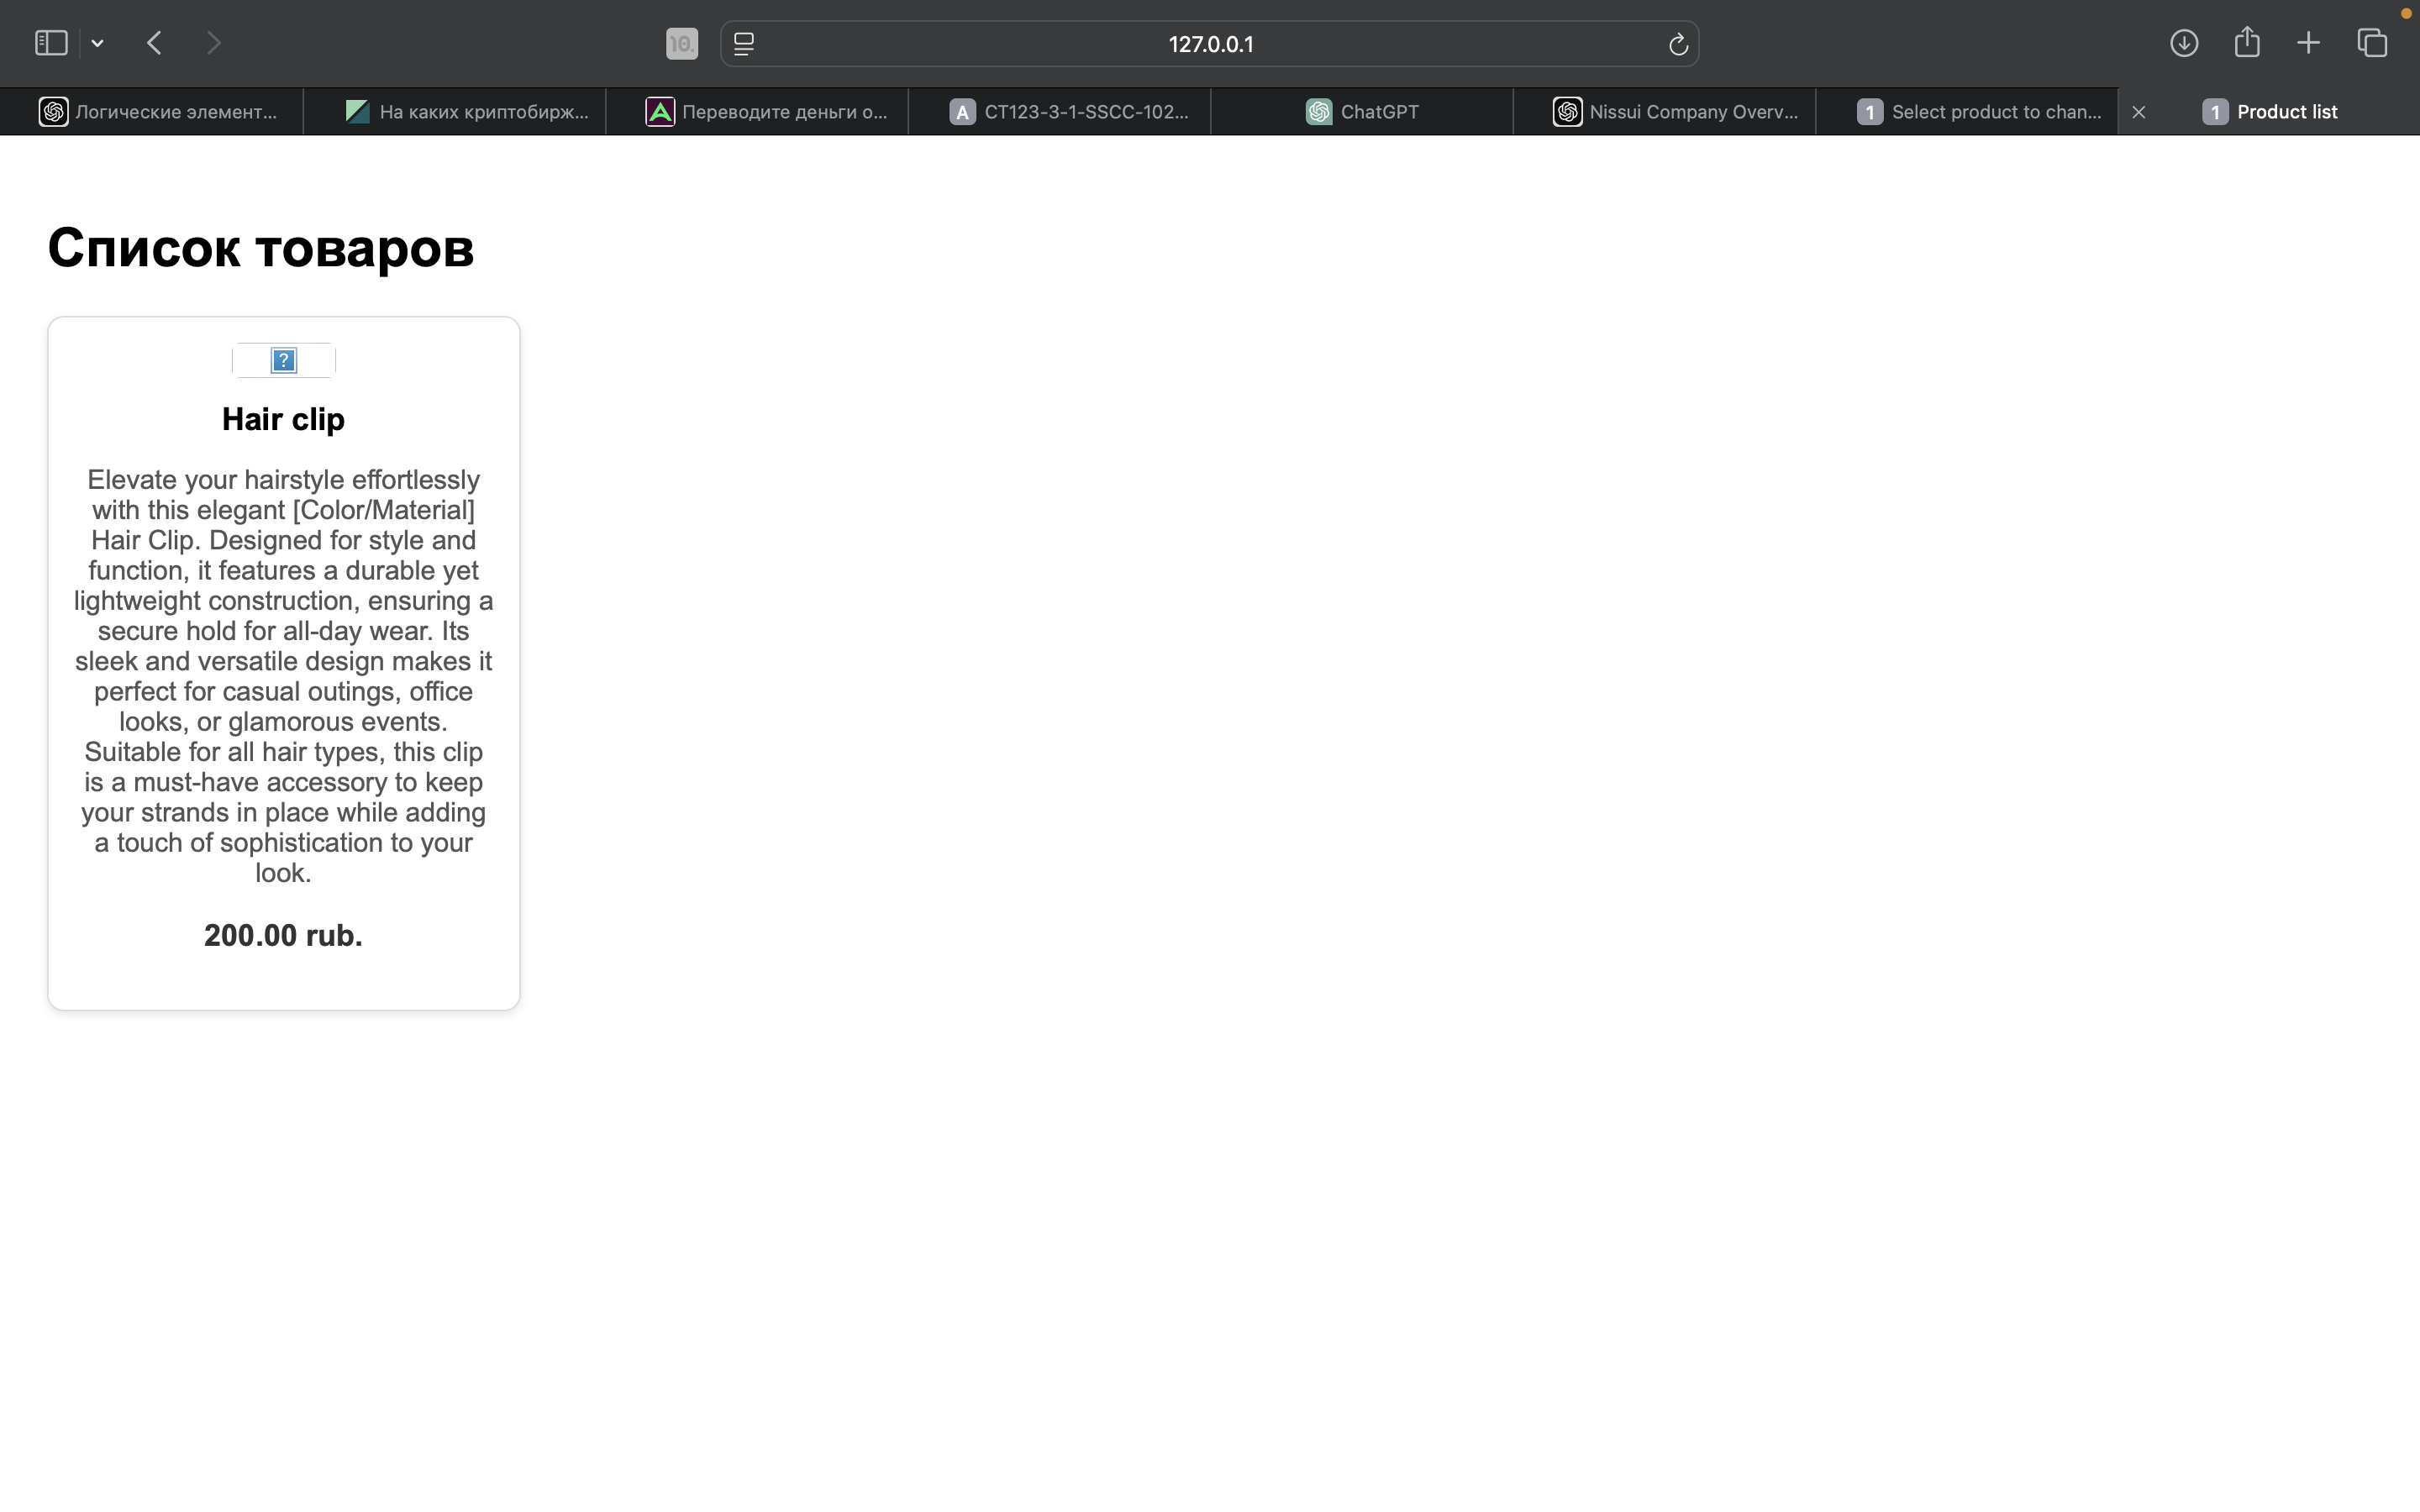 10.
127.0.0.1
Логические элемент...
На каких криптобирж...
Переводите деньги о...
A CT123-3-1-SSCC-102...
ChatGPT
Nissui Company Overv...
1 Select product to chan...
1 Product list
Список товаров
?
Hair clip
Elevate your hairstyle effortlessly
with this elegant [Color/Material]
Hair Clip. Designed for style and
function, it features a durable yet
lightweight construction, ensuring a
secure hold for all-day wear. Its
sleek and versatile design makes it
perfect for casual outings, office
looks, or glamorous events.
Suitable for all hair types, this clip
is a must-have accessory to keep
your strands in place while adding
a touch of sophistication to your
look.
200.00 rub.